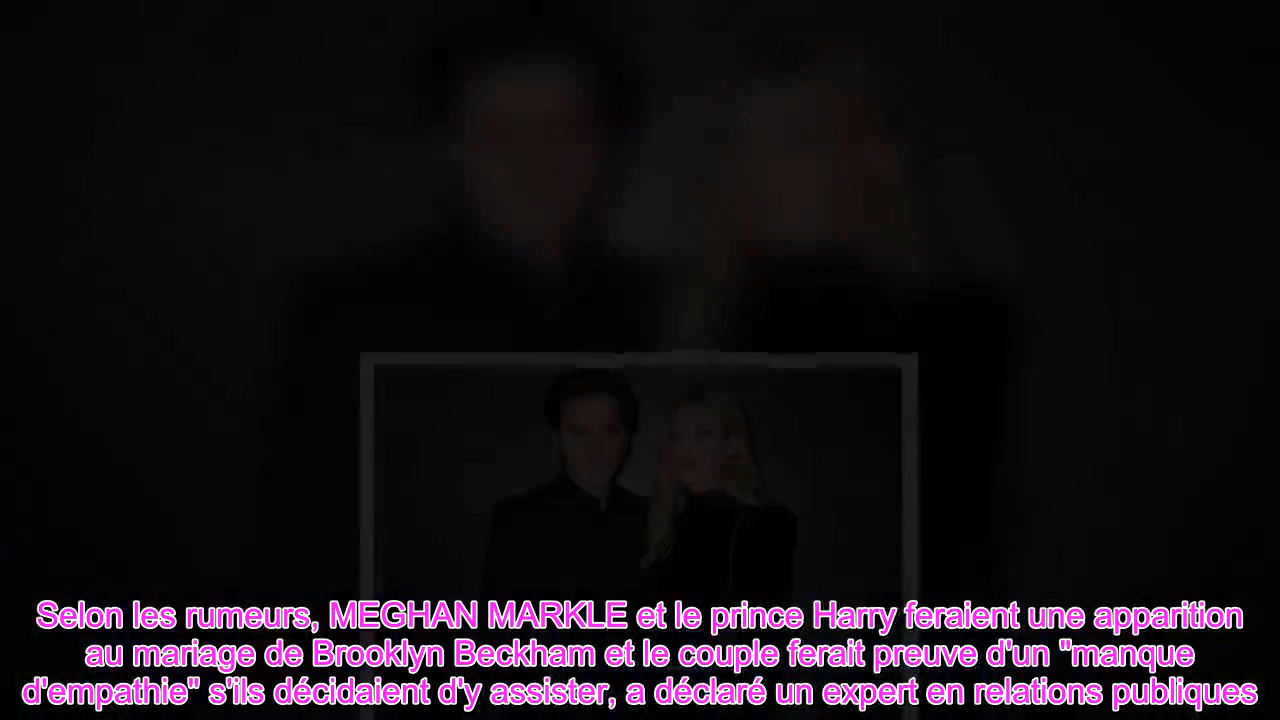 Selon les rumeurs, MEGHAN MARKLE et le prince Harry feraient une apparition
au mariage de Brooklyn Beckham et le couple ferait preuve d'un "manque
d'empathie" s'ils décidaient d'y assister, a déclaré un expert en relations publiques